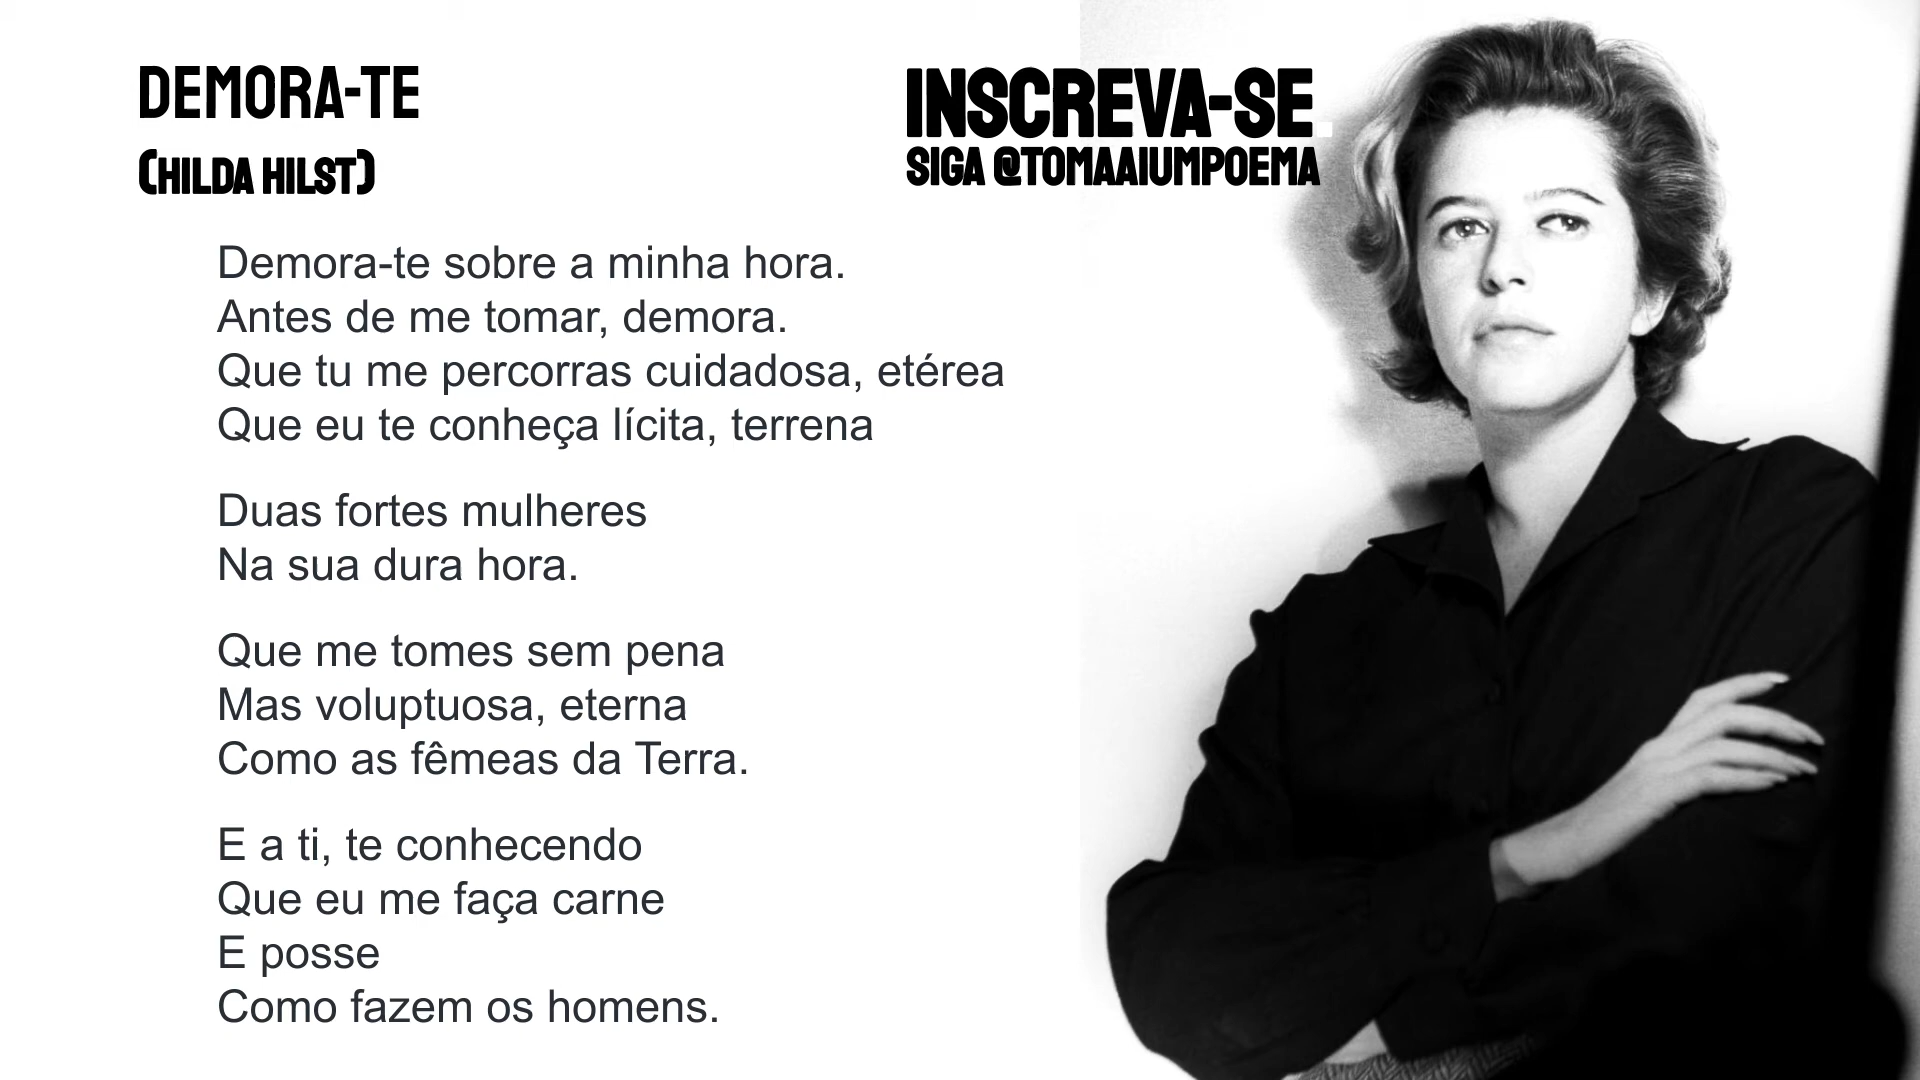 DEMORA-TE
(HILDA HILST)
INSCREVA-SE.
SIGA @TOMAAIUMPOEMA
Demora-te sobre a minha hora.
Antes de me tomar, demora.
Que tu me percorras cuidadosa, etérea
Que eu te conheça lícita, terrena
Duas fortes mulheres
Na sua dura hora.
Que me tomes sem pena
Mas voluptuosa, eterna
Como as fêmeas da Terra.
E a ti, te conhecendo
Que eu me faça carne
E posse
Como fazem os homens.